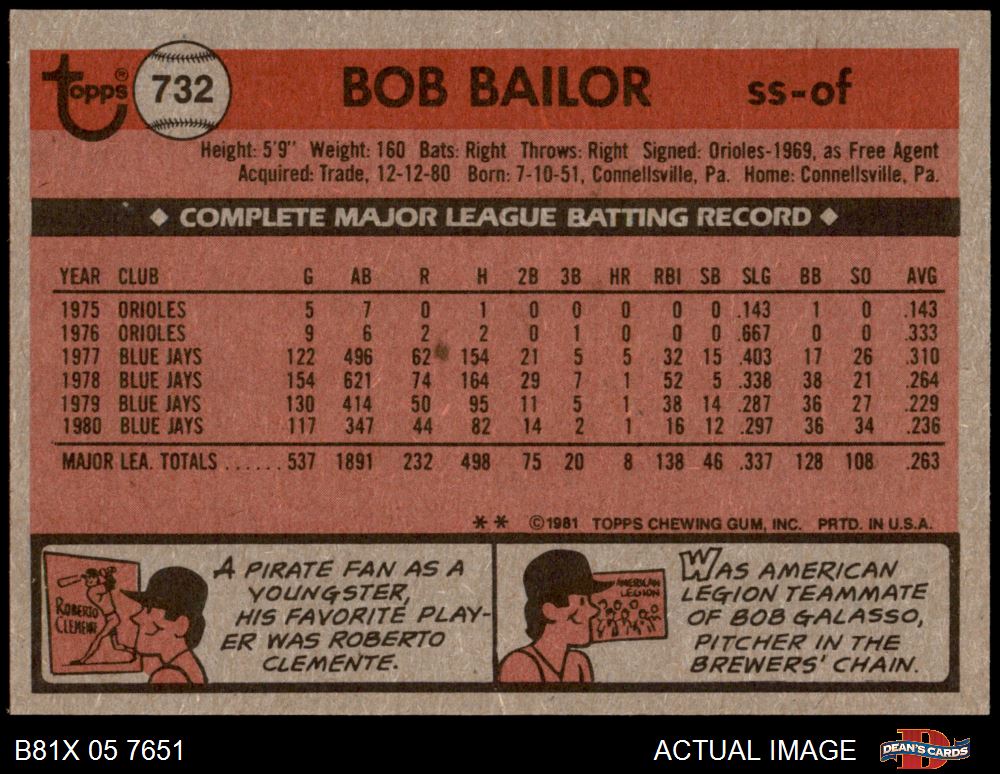 topps® 732 BOB BAILOR ss-of
Height: 5'9" Weight: 160 Bats: Right Throws: Right Signed: Orioles-1969, as Free Agent
Acquired: Trade, 12-12-80 Born: 7-10-51, Connellsville, Pa. Home: Connellsville, Pa.
◆ COMPLETE MAJOR LEAGUE BATTING RECORD ◆
YEAR CLUB G AB R H 2B 3B HR RBI SB SLG BB SO AVG
1975 ORIOLES 5 7 0 1 0 0 0 0 0 .143 1 0 .143
1976 ORIOLES 9 6 2 2 0 1 0 0 0 .667 0 0 .333
1977 BLUE JAYS 122 496 62 154 21 5 5 32 15 .403 17 26 .310
1978 BLUE JAYS 154 621 74 164 29 7 1 52 5 .338 38 21 .264
1979 BLUE JAYS 130 414 50 95 11 5 1 38 14 .287 36 27 .229
1980 BLUE JAYS 117 347 44 82 14 2 1 16 12 .297 36 34 .236
MAJOR LEA. TOTALS ...... 537 1891 232 498 75 20 8 138 46 .337 128 108 .263
** ©1981 TOPPS CHEWING GUM, INC. PRTD. IN U.S.A.
ROBERTO
CLEMENTE
A PIRATE FAN AS A
YOUNGSTER,
HIS FAVORITE PLAY-
ER WAS ROBERTO
CLEMENTE.
AMERICAN
LEGION
WAS AMERICAN
LEGION TEAMMATE
OF BOB GALASSO,
PITCHER IN THE
BREWERS' CHAIN.
B81X 05 7651 ACTUAL IMAGE DEAN'S CARDS